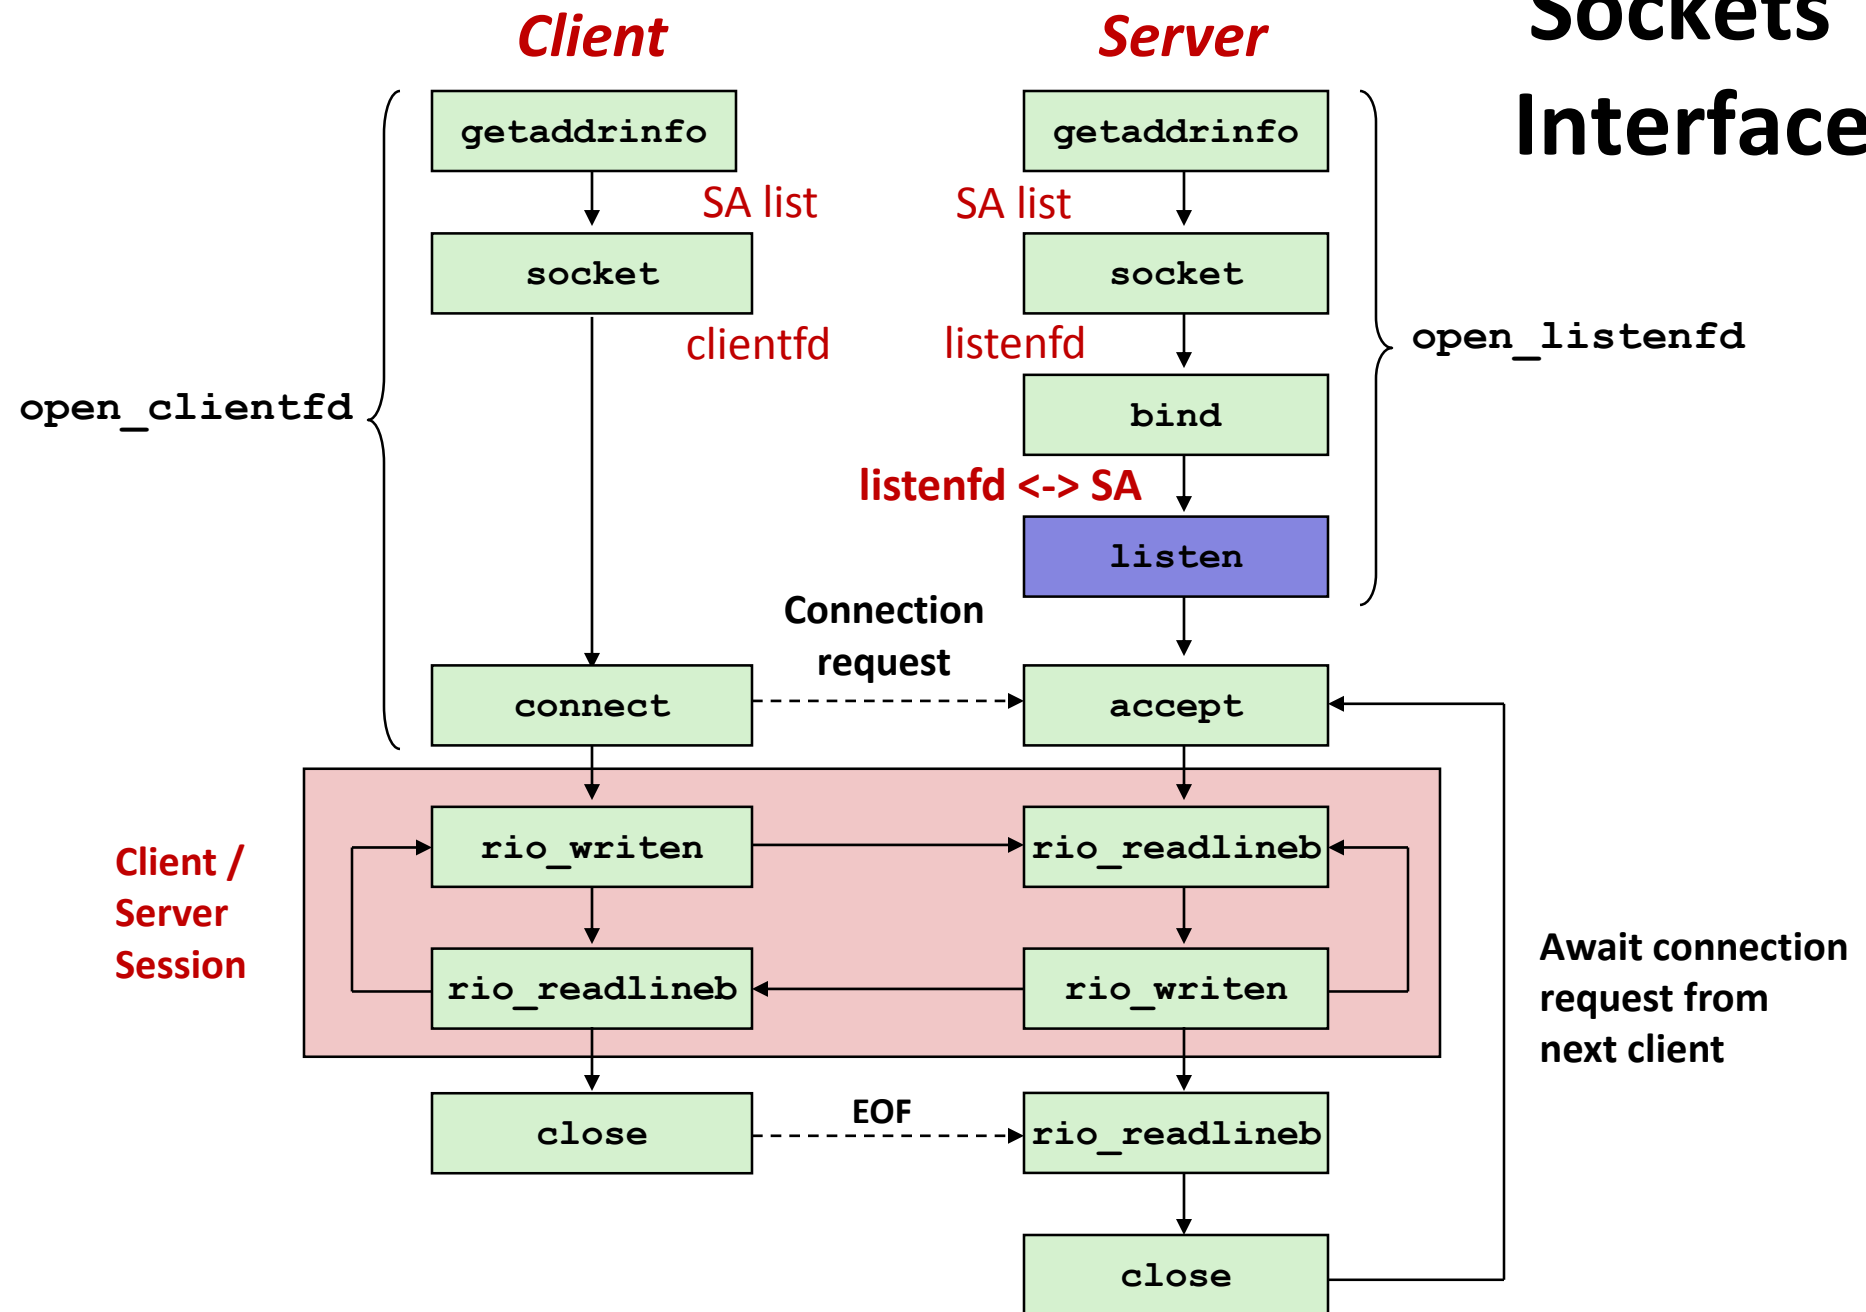 Sockets
Interface
Client
Server
getaddrinfo
getaddrinfo
SA list
SA list
socket
socket
clientfd
listenfd
open_listenfd
open_clientfd
bind
listenfd <-> SA
listen
Connection
request
connect
accept
Client /
Server
Session
rio_writen
rio_readlineb
rio_readlineb
rio_writen
Await connection
request from
next client
close
EOF
rio_readlineb
close